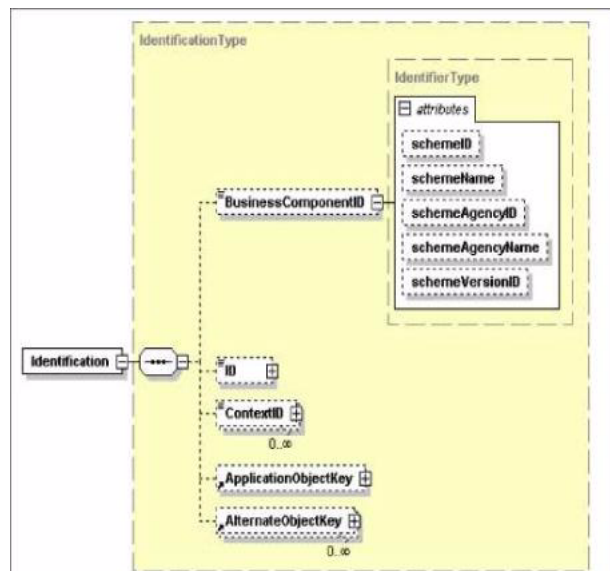 IdentificationType
IdentifierType
attributes
schemeID
schemeName
BusinessComponentID
schemeAgencyID
schemeAgencyName
schemeVersionID
Identification
ID
ContextID
0..∞
ApplicationObjectKey
AlternateObjectKey
0..∞